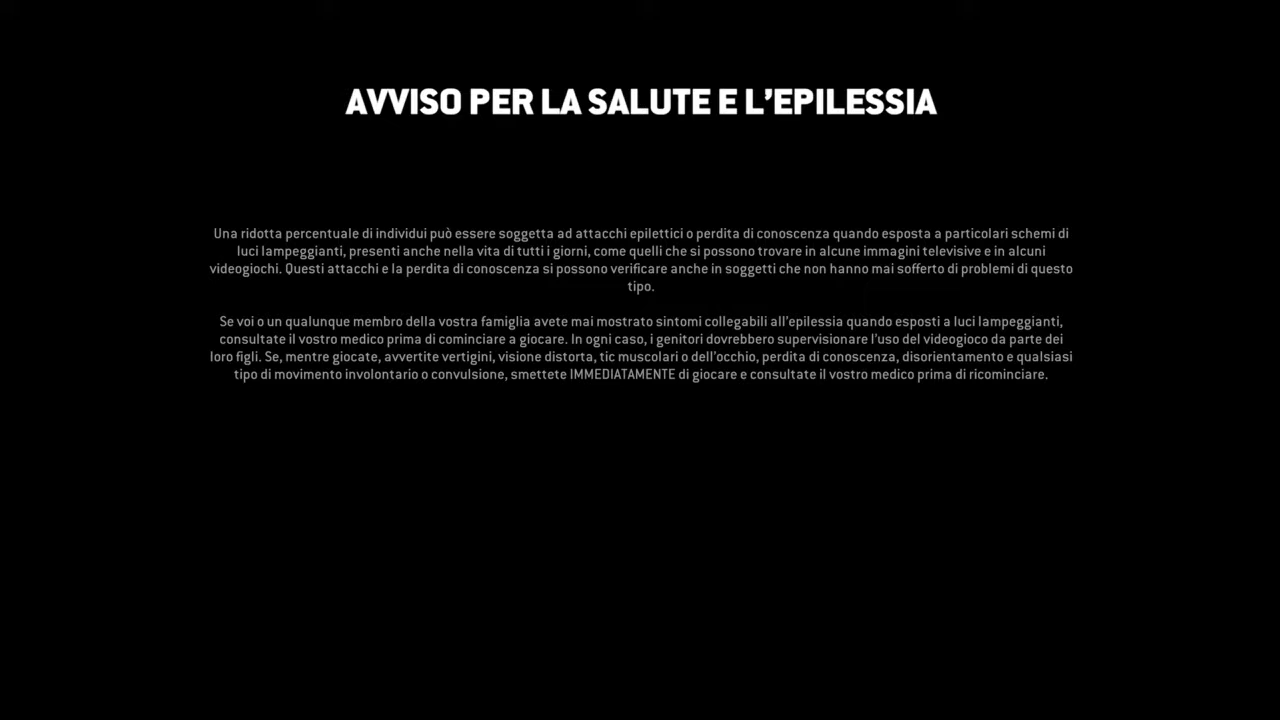 AVVISO PER LA SALUTE E L'EPILESSIA
Una ridotta percentuale di individui può essere soggetta ad attacchi epilettici o perdita di conoscenza quando esposta a particolari schemi di
luci lampeggianti, presenti anche nella vita di tutti i giorni, come quelli che si possono trovare in alcune immagini televisive e in alcuni
videogiochi. Questi attacchi e la perdita di conoscenza si possono verificare anche in soggetti che non hanno mai sofferto di problemi di questo
tipo.
Se voi o un qualunque membro della vostra famiglia avete mai mostrato sintomi collegabili all'epilessia quando esposti a luci lampeggianti,
consultate il vostro medico prima di cominciare a giocare. In ogni caso, i genitori dovrebbero supervisionare l'uso del videogioco da parte dei
loro figli. Se, mentre giocate, avvertite vertigini, visione distorta, tic muscolari o dell'occhio, perdita di conoscenza, disorientamento e qualsiasi
tipo di movimento involontario o convulsione, smettete IMMEDIATAMENTE di giocare e consultate il vostro medico prima di ricominciare.